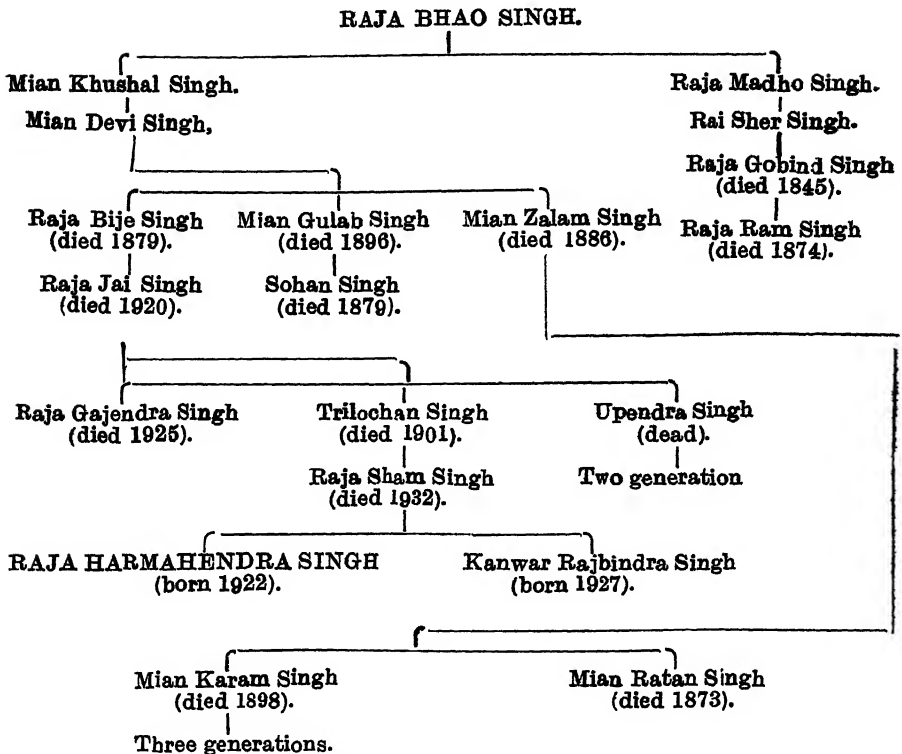 RAJA BHAO SINGH.
Mian Khushal Singh. Raja Madho Singh.
Mian Devi Singh, Rai Sher Singh.
Raja Gobind Singh
(died 1845).
Raja Bije Singh Mian Gulab Singh Mian Zalam Singh Raja Ram Singh
(died 1879). (died 1896). (died 1886). (died 1874).
Raja Jai Singh Sohan Singh
(died 1920). (died 1879).
Raja Gajendra Singh Trilochan Singh Upendra Singh
(died 1925). (died 1901). (dead).
Raja Sham Singh Two generation
(died 1932).
RAJA HARMAHENDRA SINGH Kanwar Rajbindra Singh
(born 1922). (born 1927).
Mian Karam Singh Mian Ratan Singh
(died 1898). (died 1873).
Three generations.